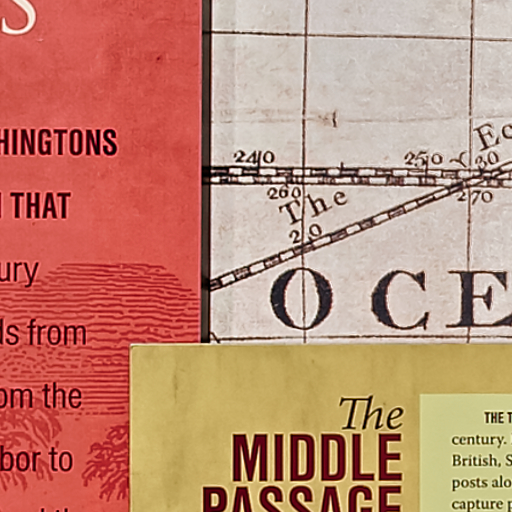 S
HINGTONS
THAT
ury
ls from
om the
bor to
Ec
240 250 30
260 270
The
20
OCE
The
MIDDLE
PASSAGE
THE T
century.
British, S
posts alo
capture p